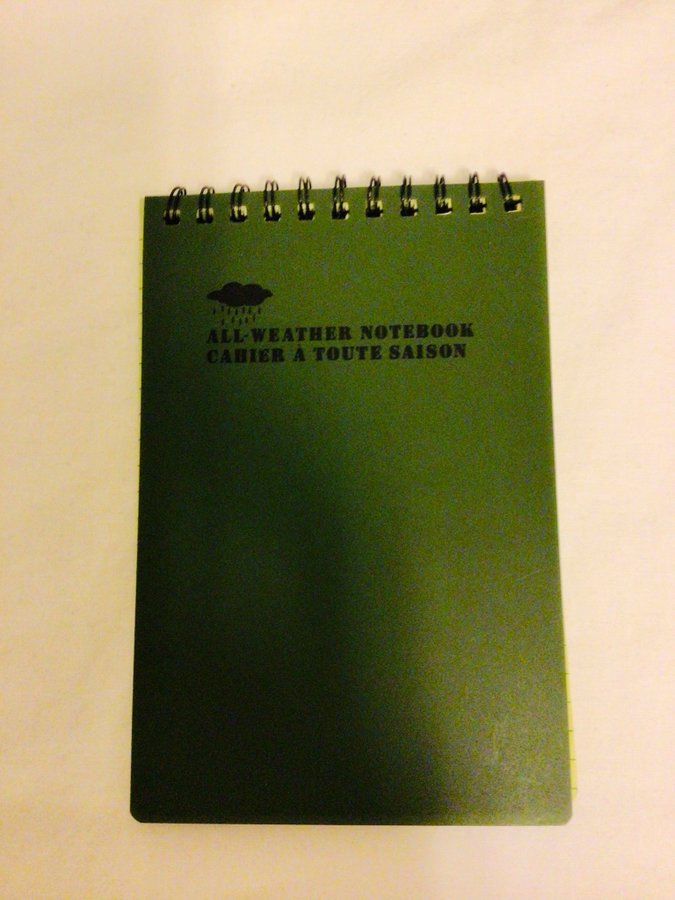 ALL-WEATHER NOTEBOOK
CAHIER À TOUTE SAISON